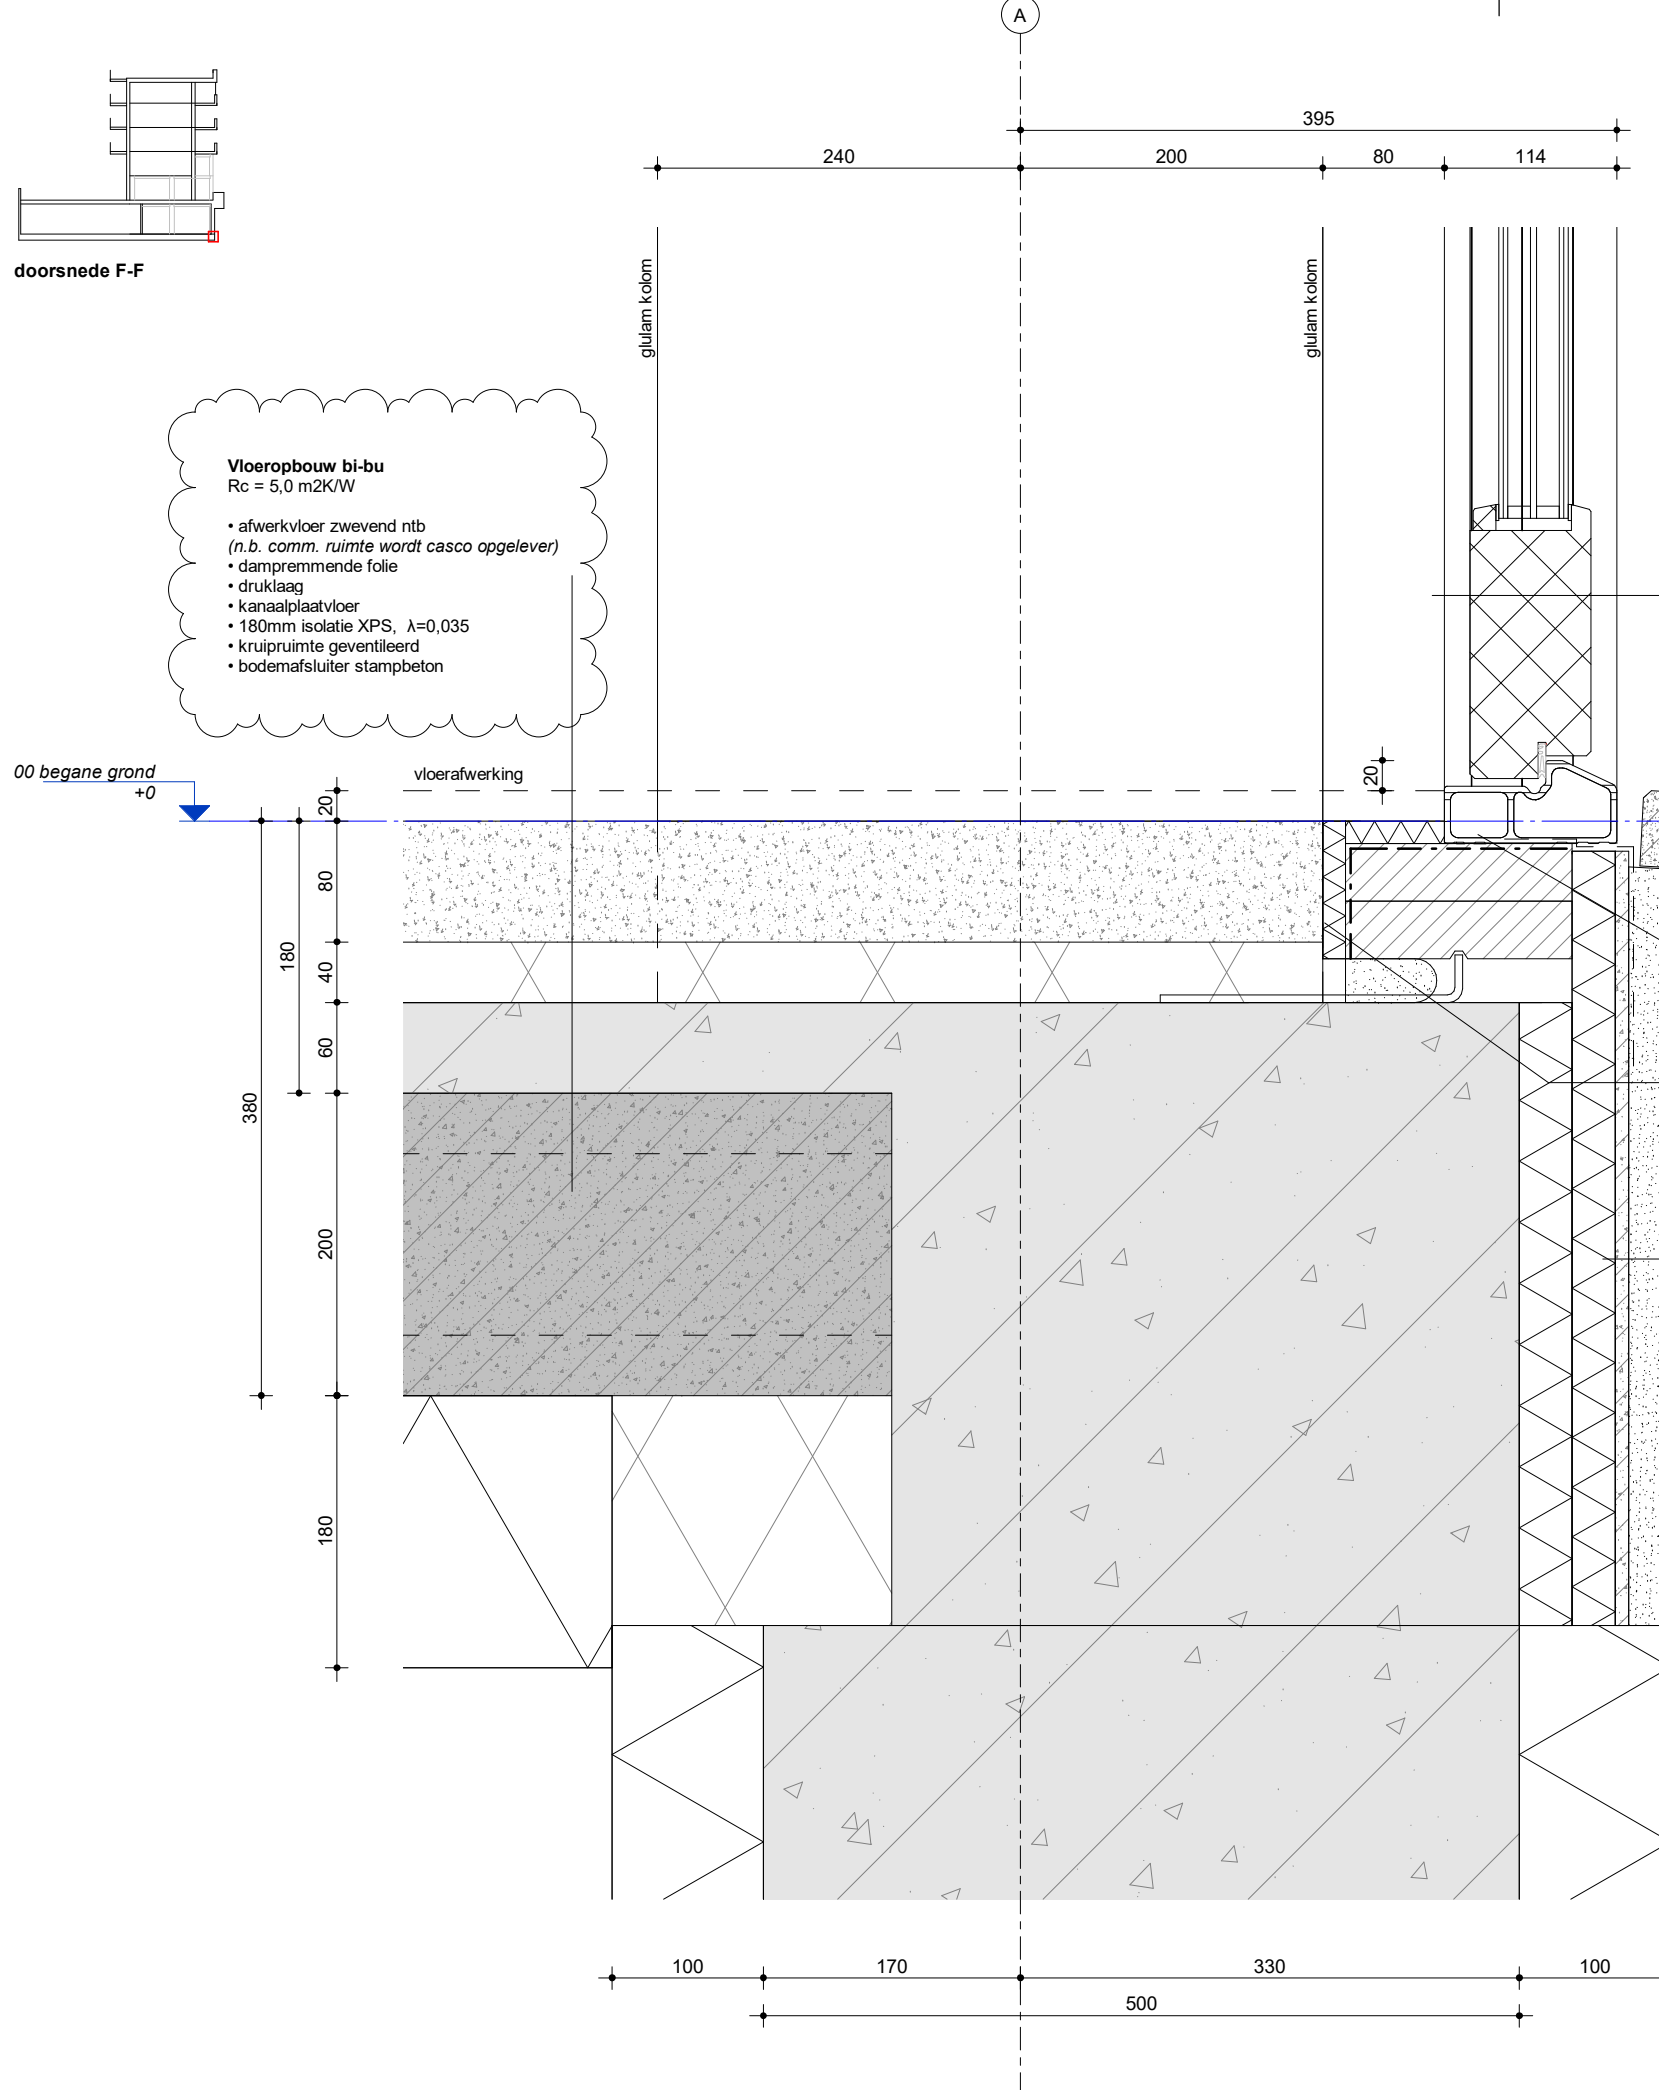 A
395
240
200
80
114
doorsnede F-F
glulam kolom
glulam kolom
Vloeropbouw bi-bu
Rc = 5,0 m2K/W
• afwerkvloer zwevend ntb
(n.b. comm. ruimte wordt casco opgelever)
• dampremmende folie
• druklaag
• kanaalplaatvloer
• 180mm isolatie XPS, λ=0,035
• kruipruimte geventileerd
• bodemafsluiter stampbeton
00 begane grond
+0
vloerafwerking
20
20
80
180
40
60
380
200
180
100
170
330
100
500